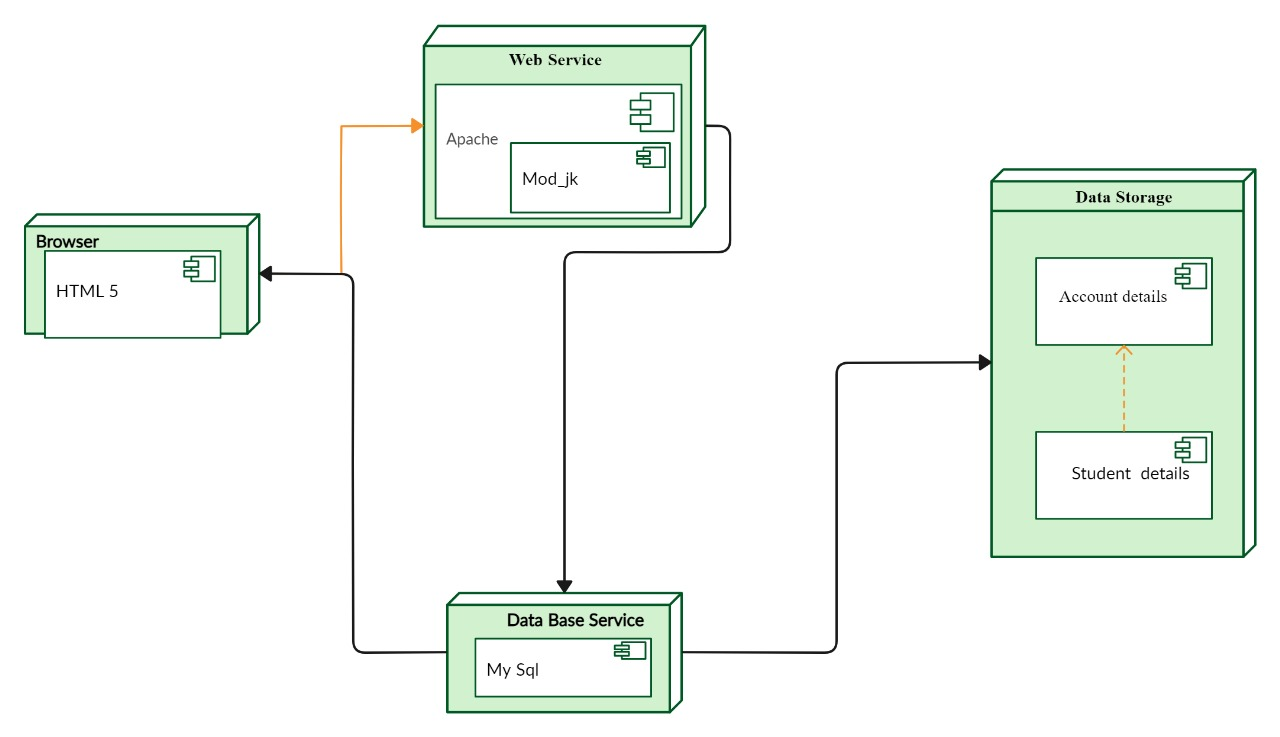 Web Service
Apache
Mod_jk
Browser
HTML 5
Data Storage
Account details
Student details
Data Base Service
My Sql